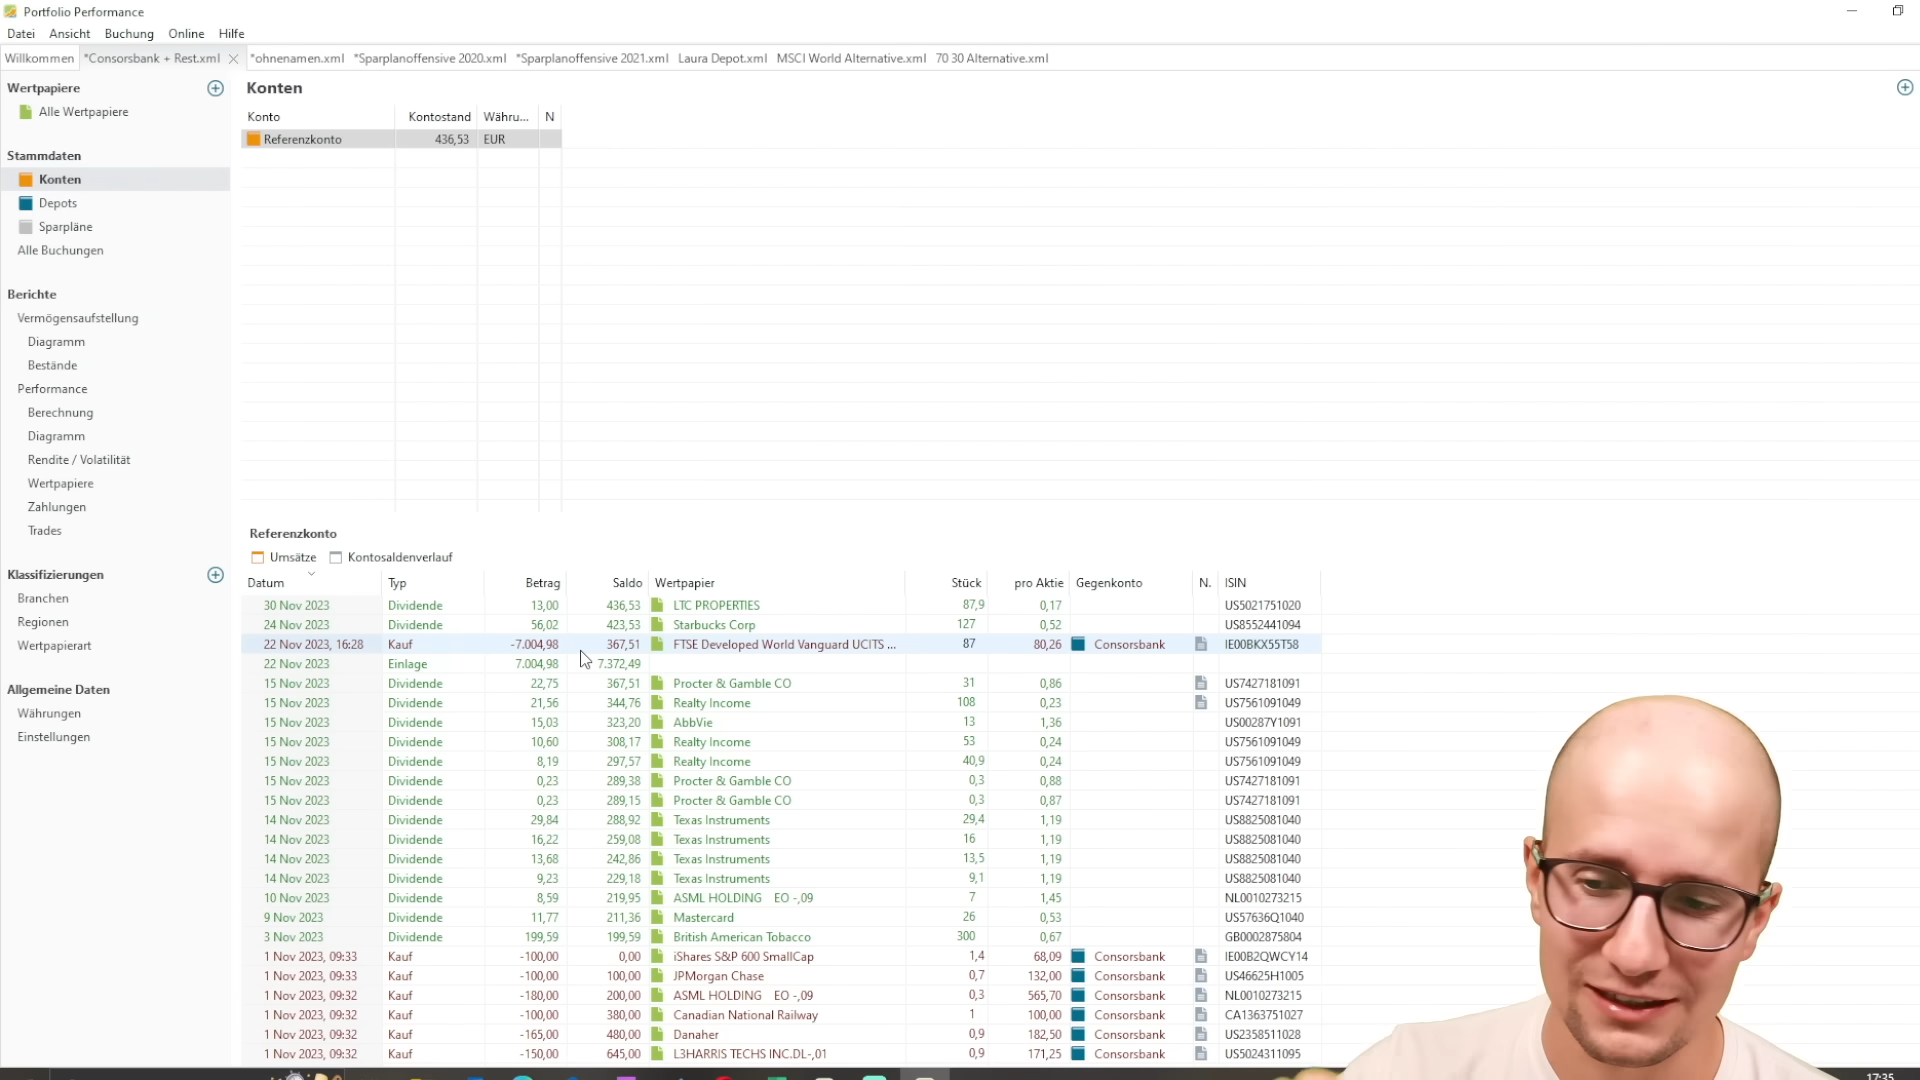 Portfolio Performance
Datei Ansicht Buchung Online Hilfe
Willkommen *Consorsbank + Rest.xml *ohnenamen.xml *Sparplanoffensive 2020.xml *Sparplanoffensive 2021.xml Laura Depot.xml MSCI World Alternative.xml 70 30 Alternative.xml
Wertpapiere
Alle Wertpapiere
Stammdaten
Konten
Depots
Sparpläne
Alle Buchungen
Berichte
Vermögensaufstellung
Diagramm
Bestände
Performance
Berechnung
Diagramm
Rendite / Volatilität
Wertpapiere
Zahlungen
Trades
Klassifizierungen
Branchen
Regionen
Wertpapierart
Allgemeine Daten
Währungen
Einstellungen
Konten
Konto Kontostand Währu... N
Referenzkonto 436,53 EUR
Referenzkonto
Umsätze Kontosaldenverlauf
Datum Typ Betrag Saldo Wertpapier Stück pro Aktie Gegenkonto N. ISIN
30 Nov 2023 Dividende 13,00 436,53 LTC PROPERTIES 87,9 0,17 US5021751020
24 Nov 2023 Dividende 56,02 423,53 Starbucks Corp 127 0,52 US8552441094
22 Nov 2023, 16:28 Kauf -7.004,98 367,51 FTSE Developed World Vanguard UCITS ... 87 80,26 Consorsbank IE00BKX55T58
22 Nov 2023 Einlage 7.004,98 7.372,49
15 Nov 2023 Dividende 22,75 367,51 Procter & Gamble CO 31 0,86 US7427181091
15 Nov 2023 Dividende 21,56 344,76 Realty Income 108 0,23 US7561091049
15 Nov 2023 Dividende 15,03 323,20 AbbVie 13 1,36 US00287Y1091
15 Nov 2023 Dividende 10,60 308,17 Realty Income 53 0,24 US7561091049
15 Nov 2023 Dividende 8,19 297,57 Realty Income 40,9 0,24 US7561091049
15 Nov 2023 Dividende 0,23 289,38 Procter & Gamble CO 0,3 0,88 US7427181091
15 Nov 2023 Dividende 0,23 289,15 Procter & Gamble CO 0,3 0,87 US7427181091
14 Nov 2023 Dividende 29,84 288,92 Texas Instruments 29,4 1,19 US8825081040
14 Nov 2023 Dividende 16,22 259,08 Texas Instruments 16 1,19 US8825081040
14 Nov 2023 Dividende 13,68 242,86 Texas Instruments 13,5 1,19 US8825081040
14 Nov 2023 Dividende 9,23 229,18 Texas Instruments 9,1 1,19 US8825081040
10 Nov 2023 Dividende 8,59 219,95 ASML HOLDING EO -,09 7 1,45 NL0010273215
9 Nov 2023 Dividende 11,77 211,36 Mastercard 26 0,53 US57636Q1040
3 Nov 2023 Dividende 199,59 199,59 British American Tobacco 300 0,67 GB0002875804
1 Nov 2023, 09:33 Kauf -100,00 0,00 iShares S&P 600 SmallCap 1,4 68,09 Consorsbank IE00B2QWCY14
1 Nov 2023, 09:33 Kauf -100,00 100,00 JPMorgan Chase 0,7 132,00 Consorsbank US46625H1005
1 Nov 2023, 09:32 Kauf -180,00 200,00 ASML HOLDING EO -,09 0,3 565,70 Consorsbank NL0010273215
1 Nov 2023, 09:32 Kauf -100,00 380,00 Canadian National Railway 1 100,00 Consorsbank CA1363751027
1 Nov 2023, 09:32 Kauf -165,00 480,00 Danaher 0,9 182,50 Consorsbank US2358511028
1 Nov 2023, 09:32 Kauf -150,00 645,00 L3HARRIS TECHS INC.DL-,01 0,9 171,25 Consorsbank US5024311095
17:35